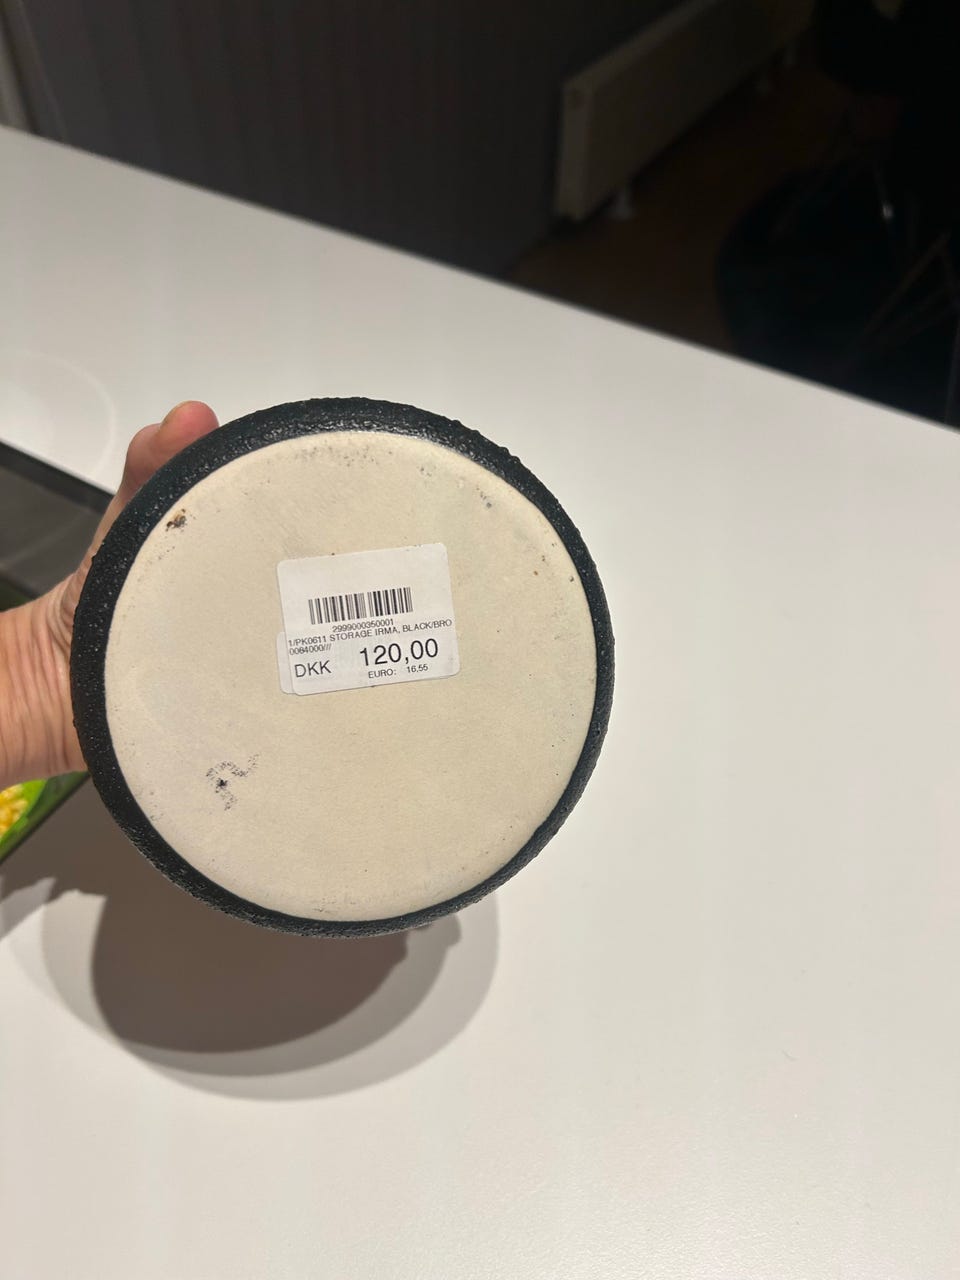 2999000350001
1/PK0611 STORAGE IRMA, BLACK/BRO
0084000///
DKK 120,00
EURO: 16.55